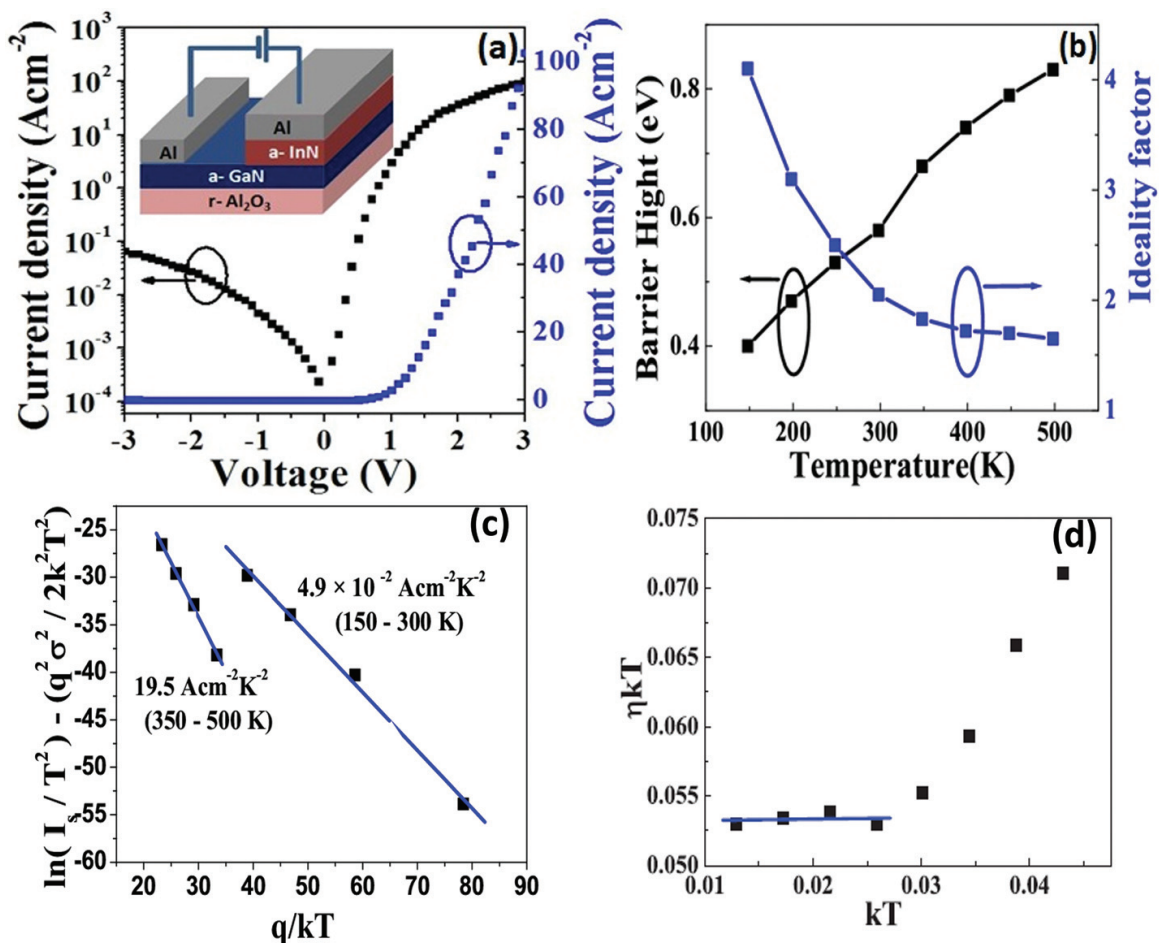 (a)
Current density (Acm⁻²)
10³
10²
10¹
10⁰
10⁻¹
10⁻²
10⁻³
10⁻⁴
Al
Al
a- InN
a- GaN
r- Al₂O₃
-3 -2 -1 0 1 2 3
Voltage (V)
100
80
60
40
20
0
Current density (Acm⁻²)
(b)
Barrier Hight (eV)
0.8
0.6
0.4
100 200 300 400 500
Temperature(K)
4
3
2
1
Ideality factor
(c)
ln( Iₛ / T²) - (q²σ² / 2k²T²)
-25
-30
-35
-40
-45
-50
-55
-60
4.9 × 10⁻² Acm⁻²K⁻²
(150 - 300 K)
19.5 Acm⁻²K⁻²
(350 - 500 K)
20 30 40 50 60 70 80 90
q/kT
(d)
ηkT
0.075
0.070
0.065
0.060
0.055
0.050
0.01 0.02 0.03 0.04
kT